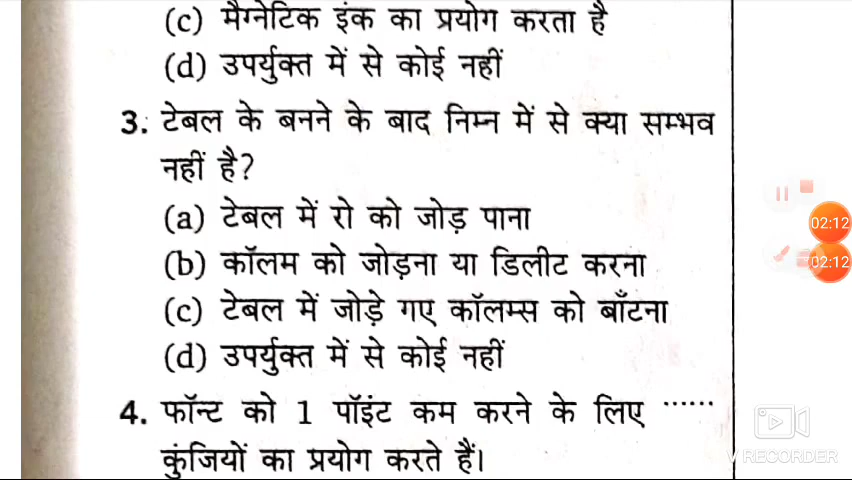 (c) मैग्नेटिक इंक का प्रयोग करता है
(d) उपर्युक्त में से कोई नहीं
3. टेबल के बनने के बाद निम्न में से क्या सम्भव
नहीं है?
(a) टेबल में रो को जोड़ पाना
(b) कॉलम को जोड़ना या डिलीट करना
(c) टेबल में जोड़े गए कॉलम्स को बाँटना
(d) उपर्युक्त में से कोई नहीं
4. फॉन्ट को 1 पॉइंट कम करने के लिए ......
कुंजियों का प्रयोग करते हैं।
02:12
02:12
V RECORDER